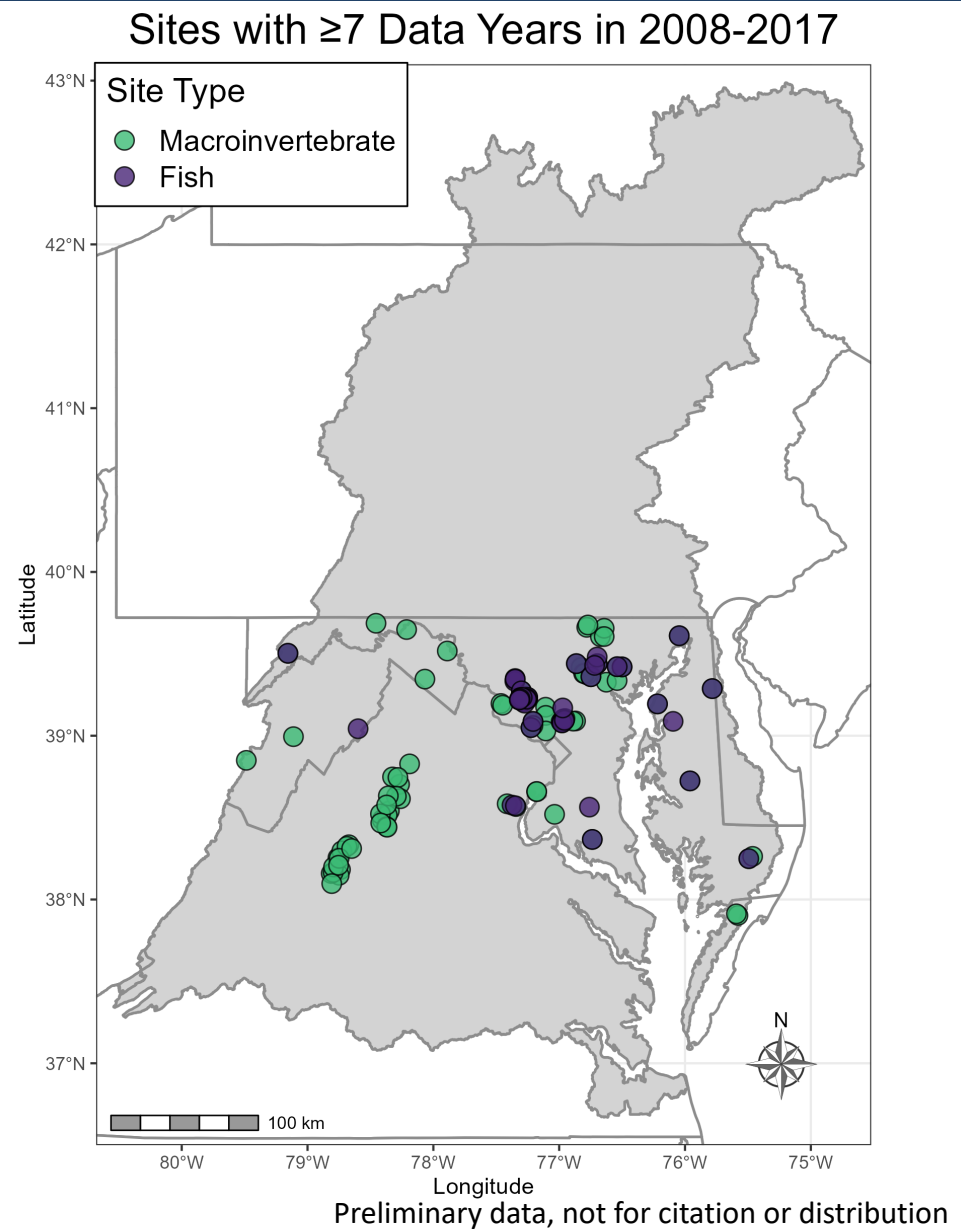 Sites with ≥7 Data Years in 2008-2017
Site Type
Macroinvertebrate
Fish
43°N
42°N
41°N
40°N
39°N
38°N
37°N
Latitude
N
100 km
80°W 79°W 78°W 77°W 76°W 75°W
Longitude
Preliminary data, not for citation or distribution